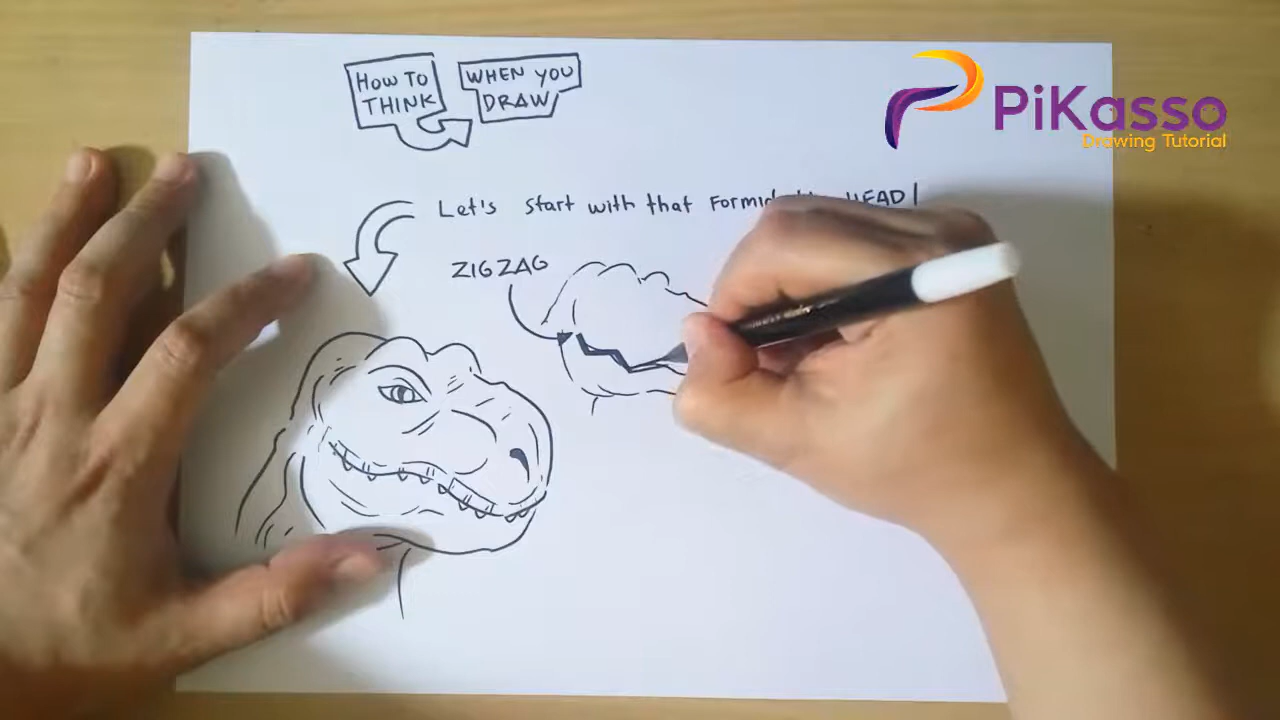 HOW TO
THINK
WHEN YOU
DRAW
Let's start with that HEAD!
ZIGZAG
PiKasso
Drawing Tutorial